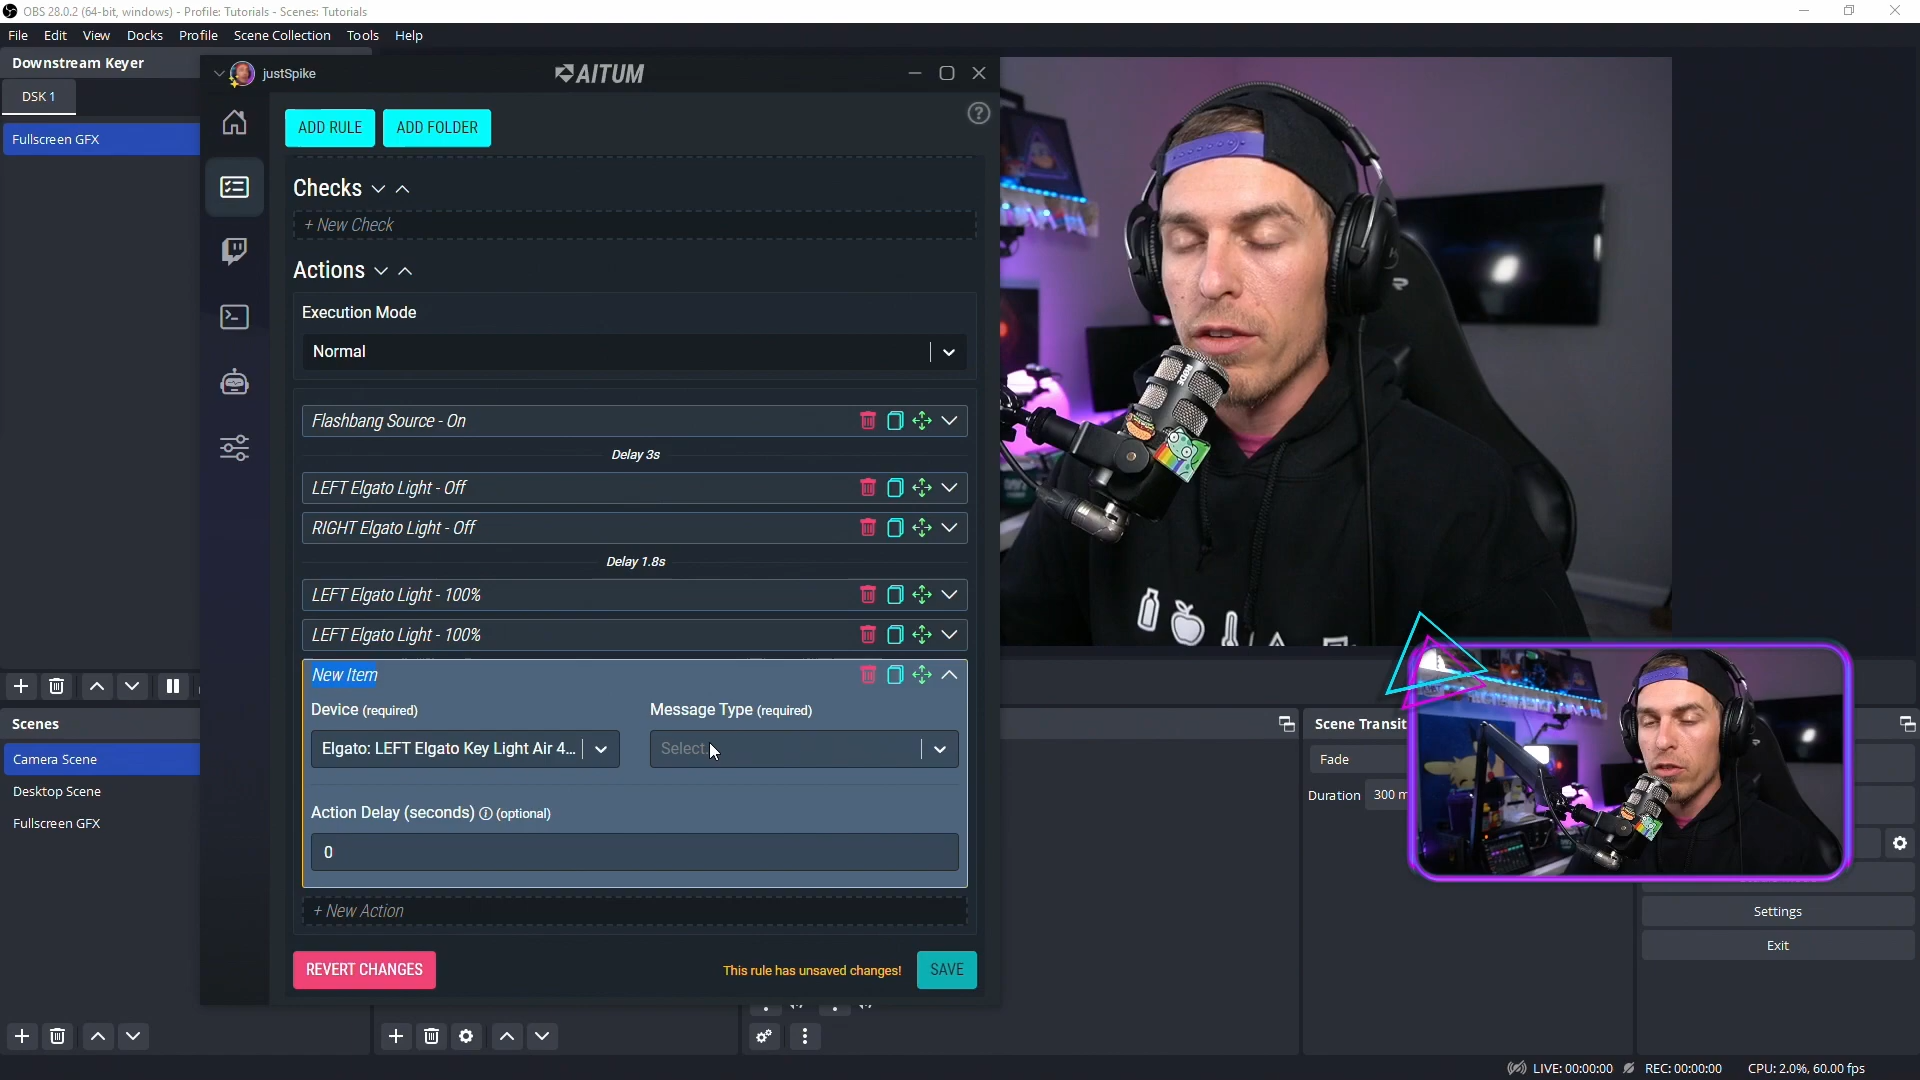 OBS 28.0.2 (64-bit, windows) - Profile: Tutorials - Scenes: Tutorials
File Edit View Docks Profile Scene Collection Tools Help
Downstream Keyer
DSK 1
Fullscreen GFX
justSpike
AITUM
ADD RULE
ADD FOLDER
Checks
+ New Check
Actions
Execution Mode
Normal
Flashbang Source - On
Delay 3s
LEFT Elgato Light - Off
RIGHT Elgato Light - Off
Delay 1.8s
LEFT Elgato Light - 100%
LEFT Elgato Light - 100%
New Item
Device (required)
Message Type (required)
Elgato: LEFT Elgato Key Light Air 4...
Select
Action Delay (seconds) (optional)
0
+ New Action
REVERT CHANGES
This rule has unsaved changes!
SAVE
Scenes
Camera Scene
Desktop Scene
Fullscreen GFX
RODE
Scene Transit
Fade
Duration 300 m
Settings
Exit
LIVE: 00:00:00
REC: 00:00:00
CPU: 2.0%, 60.00 fps